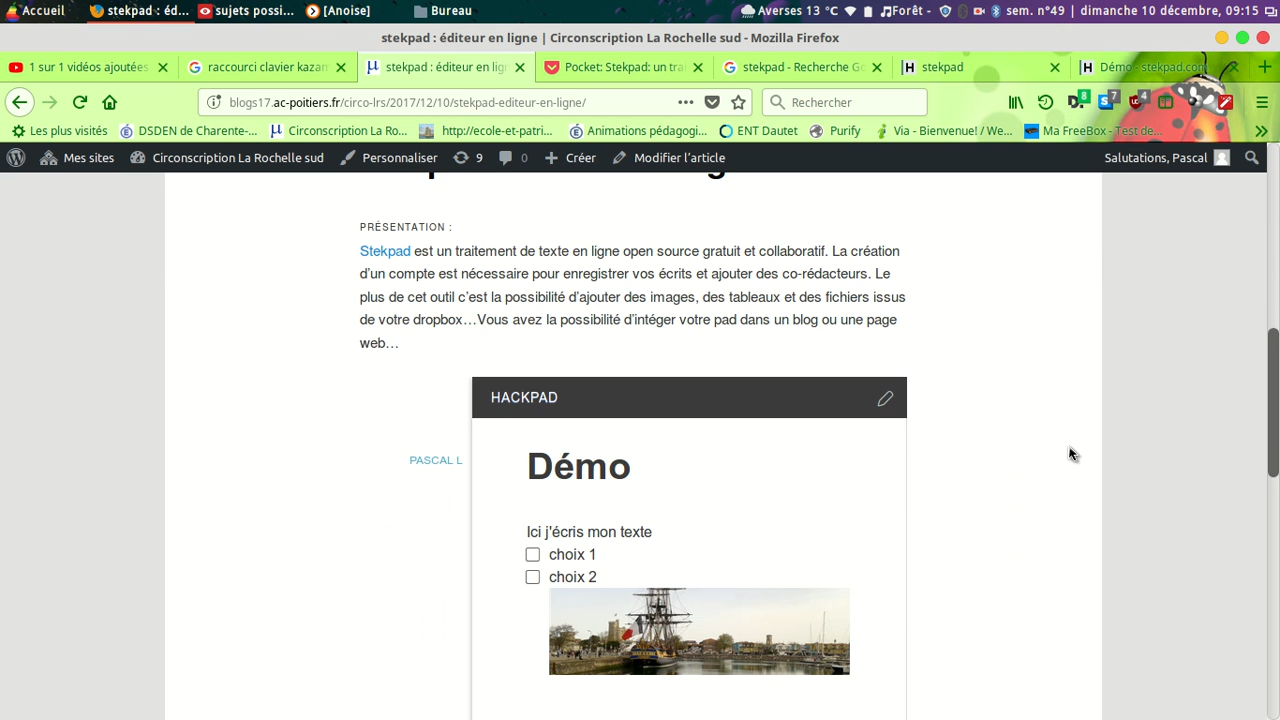 Accueil
stekpad : éd...
sujets possi...
[Anoise]
Bureau
Averses 13 °C
Forêt -
sem. n°49 | dimanche 10 décembre, 09:15
stekpad : éditeur en ligne | Circonscription La Rochelle sud - Mozilla Firefox
1 sur 1 vidéos ajoutées
raccourci clavier kazam
stekpad : éditeur en lign
Pocket: Stekpad: un tra
stekpad - Recherche Go
stekpad
Démo - stekpad.com
blogs17.ac-poitiers.fr/circo-lrs/2017/12/10/stekpad-editeur-en-ligne/
Rechercher
8
7
4
Les plus visités
DSDEN de Charente-...
Circonscription La Ro...
http://ecole-et-patri...
Animations pédagogi...
ENT Dautet
Purify
Via - Bienvenue! / We...
Ma FreeBox - Test de...
Mes sites
Circonscription La Rochelle sud
Personnaliser
9
0
Créer
Modifier l’article
Salutations, Pascal
PRÉSENTATION :
Stekpad est un traitement de texte en ligne open source gratuit et collaboratif. La création
d’un compte est nécessaire pour enregistrer vos écrits et ajouter des co-rédacteurs. Le
plus de cet outil c’est la possibilité d’ajouter des images, des tableaux et des fichiers issus
de votre dropbox…Vous avez la possibilité d’intéger votre pad dans un blog ou une page
web…
HACKPAD
PASCAL L
Démo
Ici j'écris mon texte
choix 1
choix 2